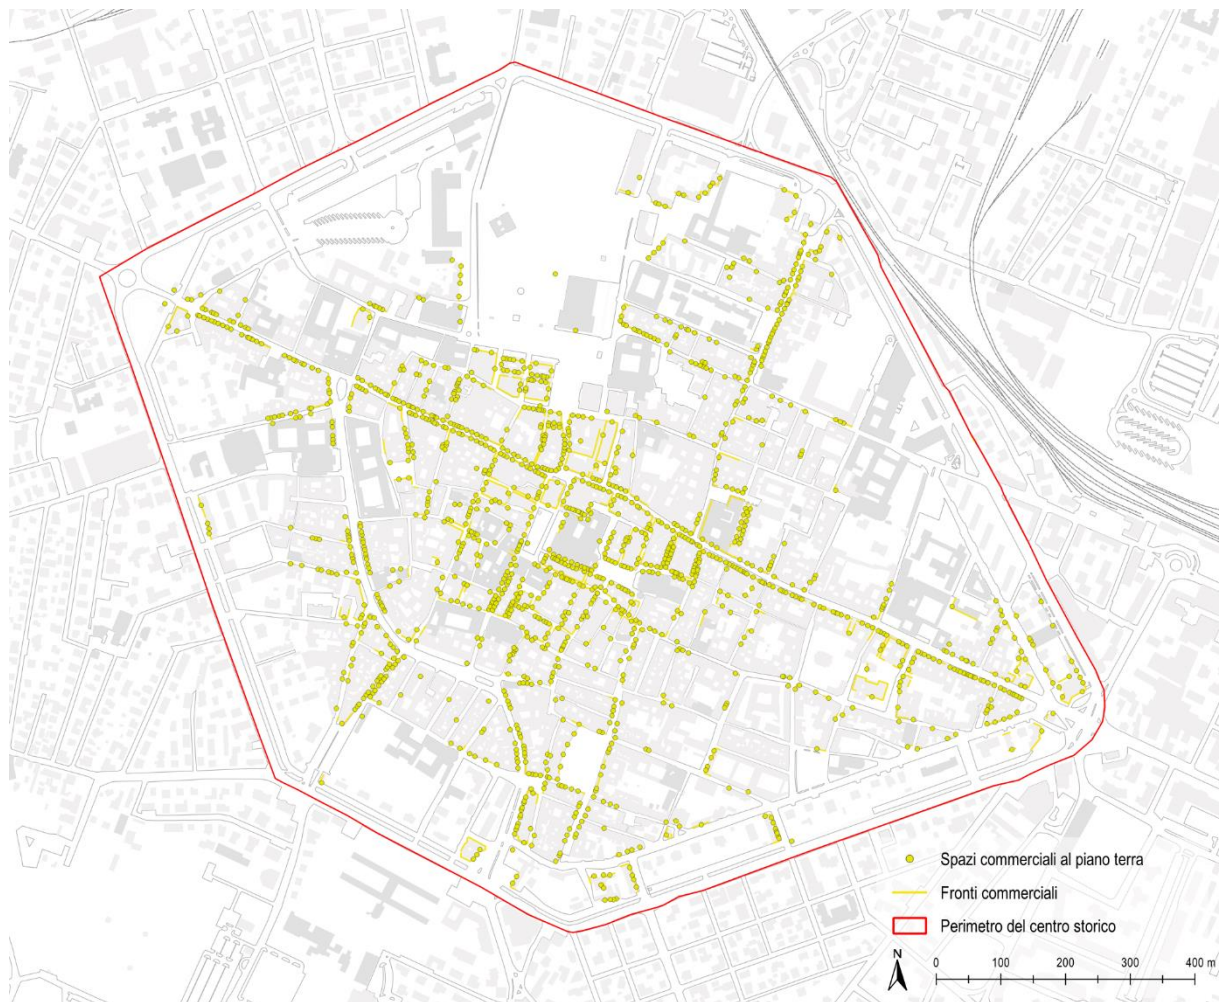 Spazi commerciali al piano terra
Fronti commerciali
Perimetro del centro storico
N
0 100 200 300 400 m